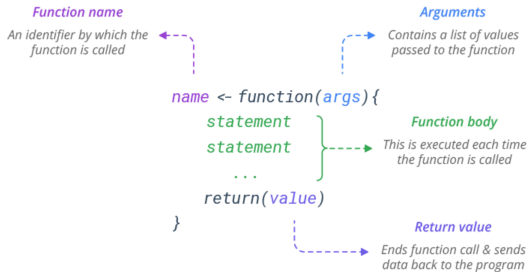 Function name
An identifier by which the
function is called
Arguments
Contains a list of values
passed to the function
name <- function(args){
statement
statement
...
return(value)
}
Function body
This is executed each time
the function is called
Return value
Ends function call & sends
data back to the program